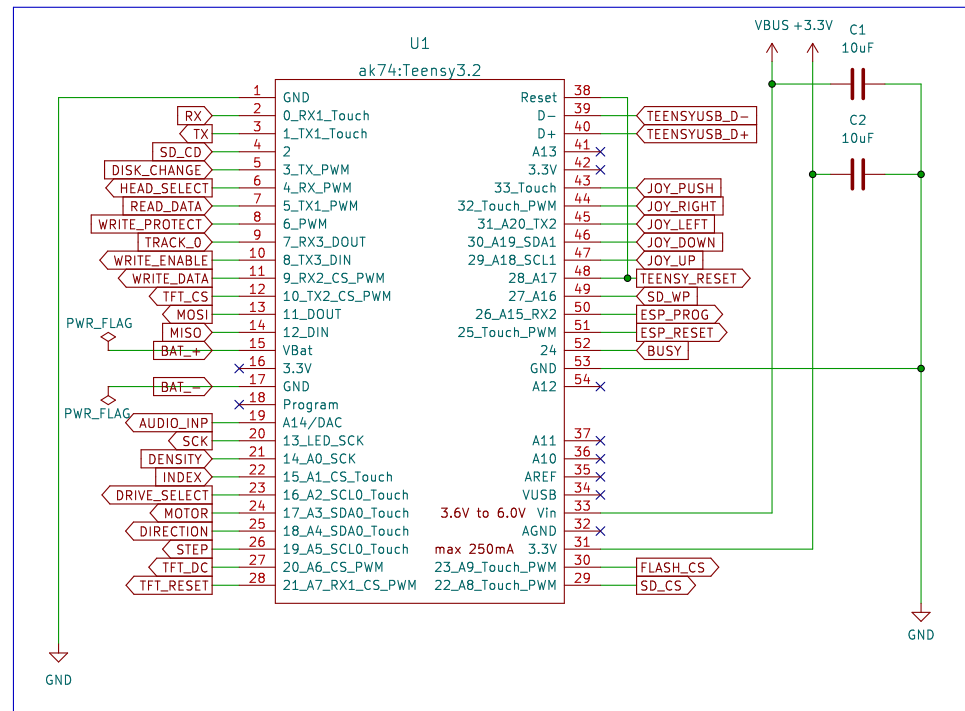 VBUS +3.3V
C1
10uF
C2
10uF
U1
ak74:Teensy3.2
1 GND
RX 2 0_RX1_Touch
TX 3 1_TX1_Touch
SD_CD 4 2
DISK_CHANGE 5 3_TX_PWM
HEAD_SELECT 6 4_RX_PWM
READ_DATA 7 5_TX1_PWM
WRITE_PROTECT 8 6_PWM
TRACK_0 9 7_RX3_DOUT
WRITE_ENABLE 10 8_TX3_DIN
WRITE_DATA 11 9_RX2_CS_PWM
TFT_CS 12 10_TX2_CS_PWM
MOSI 13 11_DOUT
PWR_FLAG
MISO 14 12_DIN
BAT_+ 15 VBat
16 3.3V
BAT_- 17 GND
PWR_FLAG
18 Program
AUDIO_INP 19 A14/DAC
SCK 20 13_LED_SCK
DENSITY 21 14_A0_SCK
INDEX 22 15_A1_CS_Touch
DRIVE_SELECT 23 16_A2_SCL0_Touch
MOTOR 24 17_A3_SDA0_Touch
DIRECTION 25 18_A4_SDA0_Touch
STEP 26 19_A5_SCL0_Touch
TFT_DC 27 20_A6_CS_PWM
TFT_RESET 28 21_A7_RX1_CS_PWM
Reset 38
D- 39 TEENSYUSB_D-
D+ 40 TEENSYUSB_D+
A13 41
3.3V 42
33_Touch 43 JOY_PUSH
32_Touch_PWM 44 JOY_RIGHT
31_A20_TX2 45 JOY_LEFT
30_A19_SDA1 46 JOY_DOWN
29_A18_SCL1 47 JOY_UP
28_A17 48 TEENSY_RESET
27_A16 49 SD_WP
26_A15_RX2 50 ESP_PROG
25_Touch_PWM 51 ESP_RESET
24 52 BUSY
GND 53
A12 54
A11 37
A10 36
AREF 35
VUSB 34
3.6V to 6.0V Vin 33
AGND 32
max 250mA 3.3V 31
23_A9_Touch_PWM 30 FLASH_CS
22_A8_Touch_PWM 29 SD_CS
GND
GND